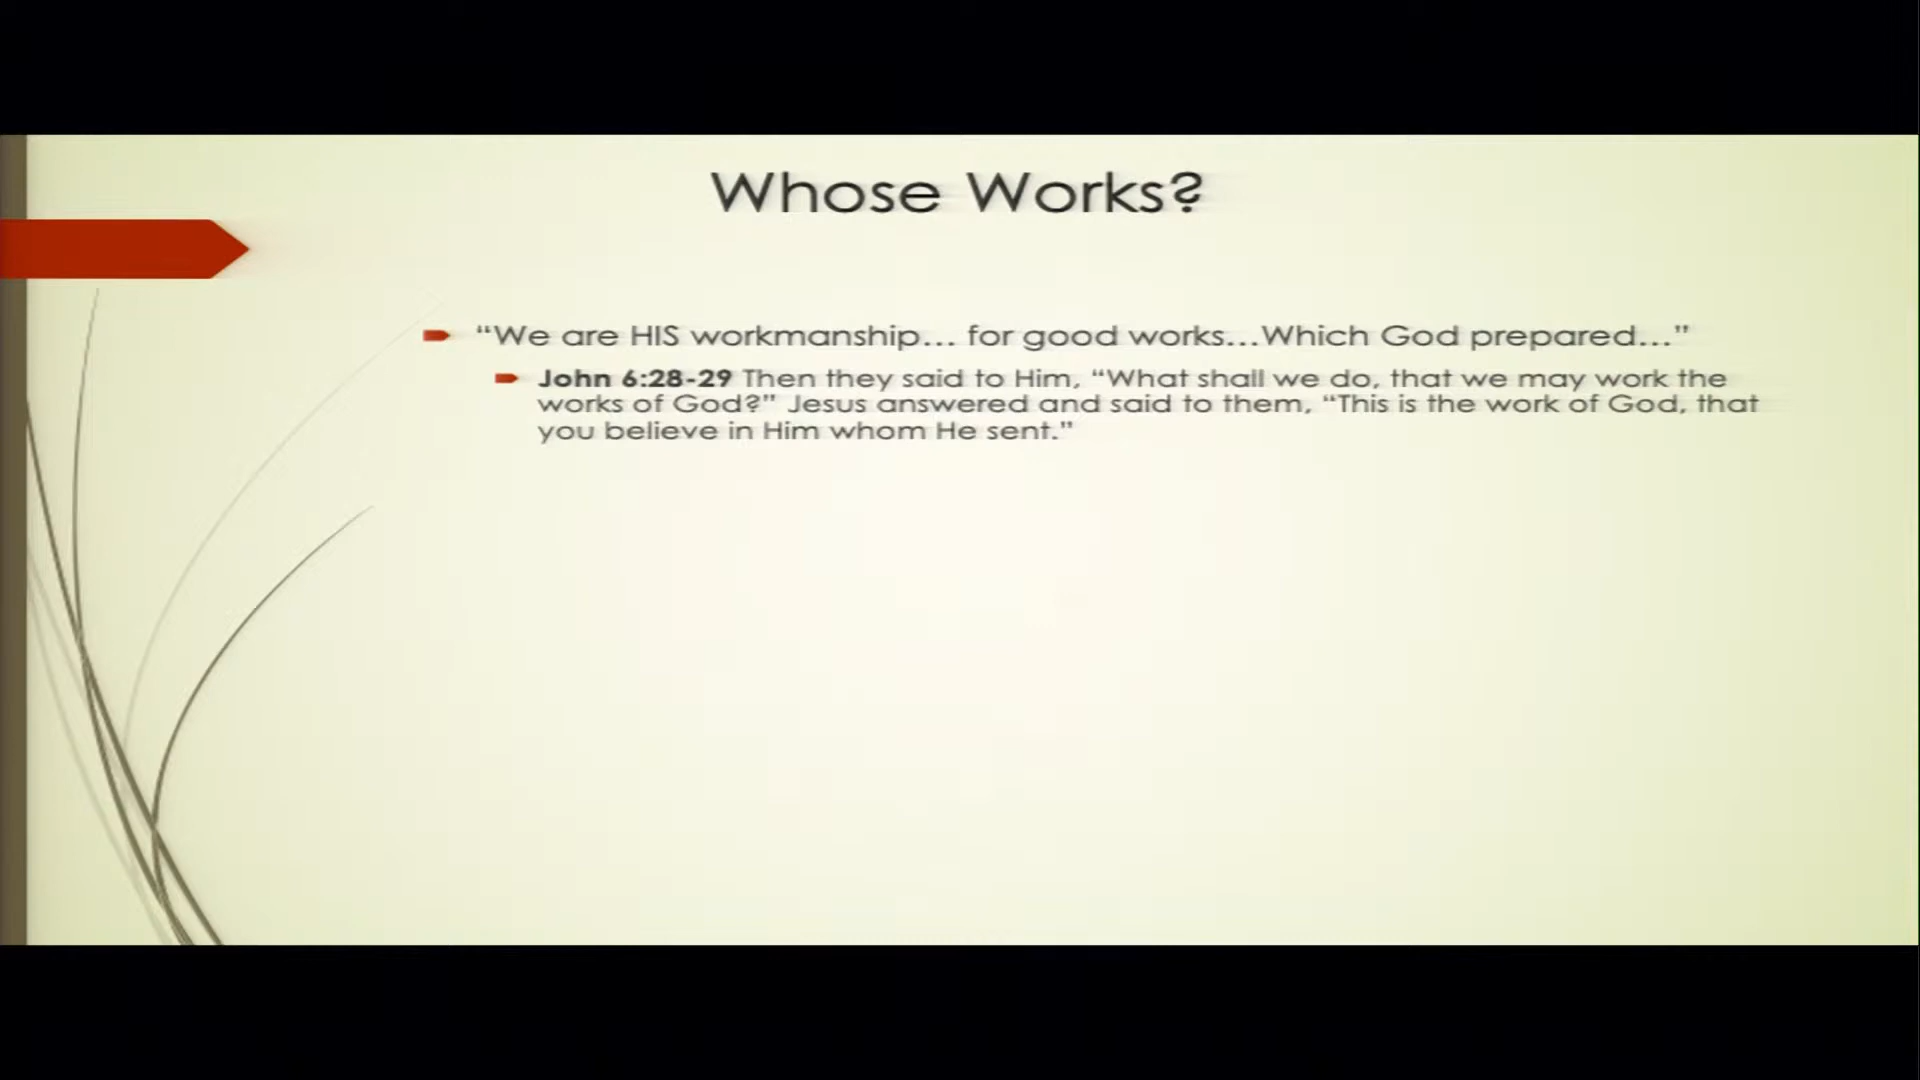 Whose Works?
“We are HIS workmanship… for good works…Which God prepared…”
John 6:28-29 Then they said to Him, “What shall we do, that we may work the
works of God?” Jesus answered and said to them, “This is the work of God, that
you believe in Him whom He sent.”